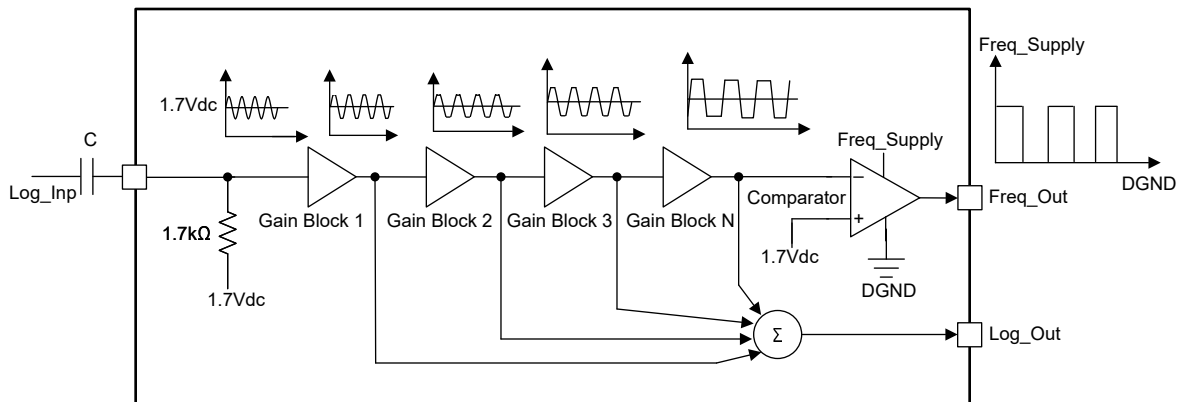 Freq_Supply
1.7Vdc
Freq_Supply
C
DGND
Log_Inp
Comparator
Freq_Out
Gain Block 1
Gain Block 2
Gain Block 3
Gain Block N
−
+
1.7kΩ
1.7Vdc
DGND
1.7Vdc
Σ
Log_Out